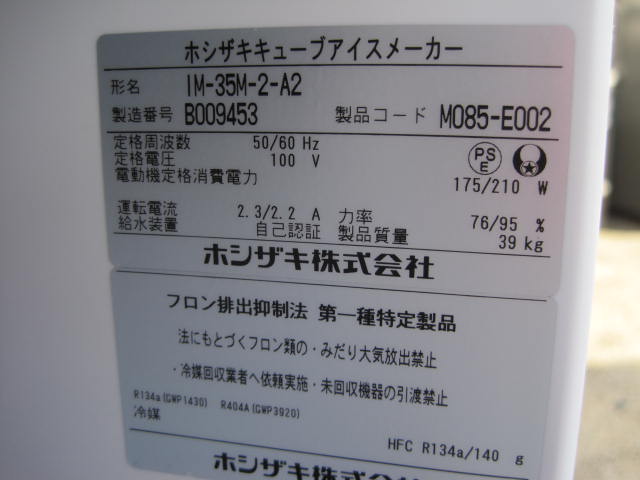 ホシザキキューブアイスメーカー
形名 IM-35M-2-A2
製造番号 B009453 製品コード M085-E002
定格周波数 50/60 Hz
定格電圧 100 V
電動機定格消費電力 175/210 W
PS E
運転電流 2.3/2.2 A 力率 76/95 %
給水装置 自己認証 製品質量 39 kg
ホシザキ株式会社
フロン排出抑制法 第一種特定製品
法にもとづくフロン類の・みだり大気放出禁止
・冷媒回収業者へ依頼実施・未回収機器の引渡禁止
R134a(GWP1430) R404A(GWP3920)
冷媒 HFC R134a/140 g
ホシザキ株式会社